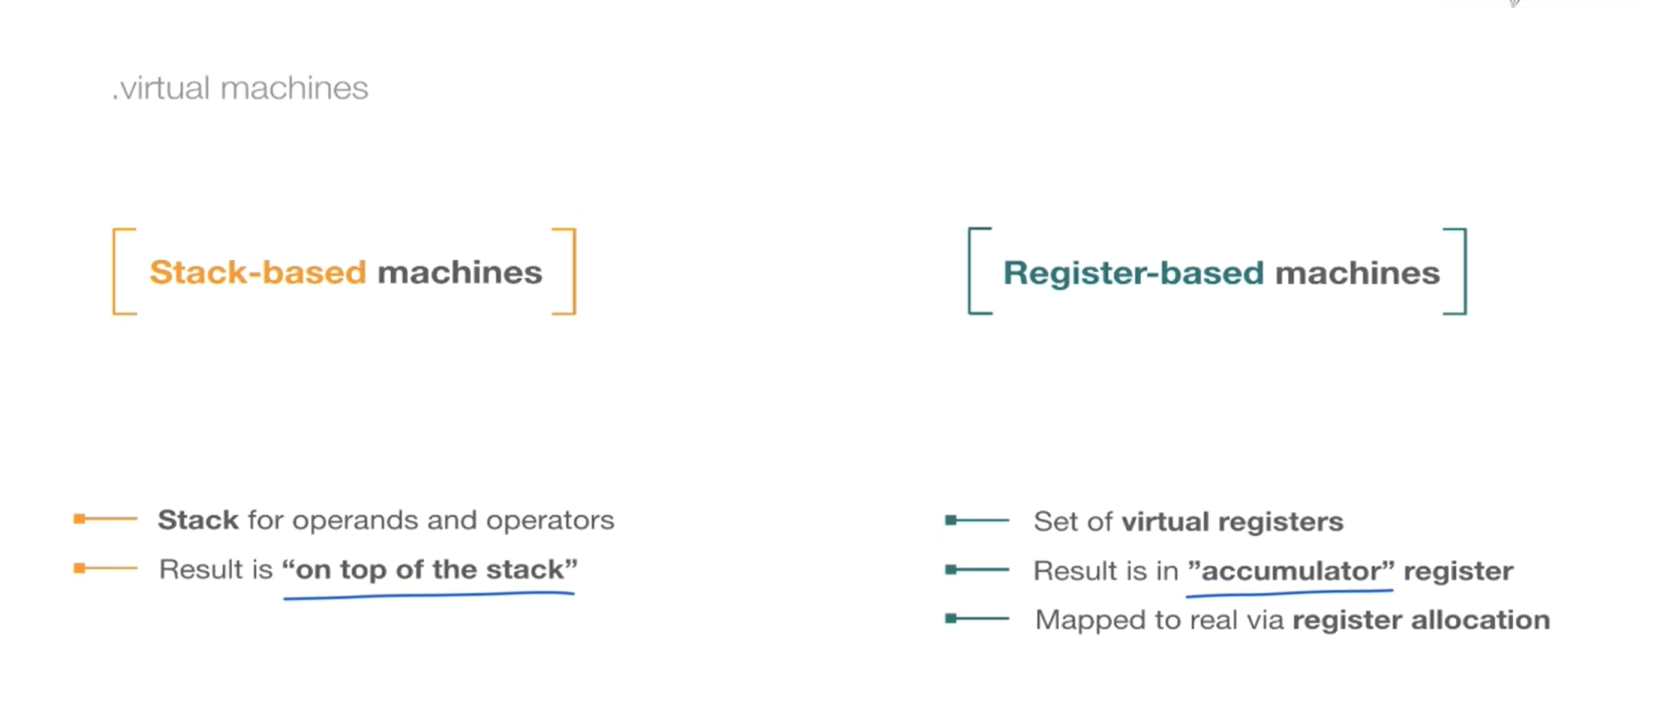 .virtual machines
Stack-based machines
Register-based machines
Stack for operands and operators
Result is “on top of the stack”
Set of virtual registers
Result is in ”accumulator” register
Mapped to real via register allocation